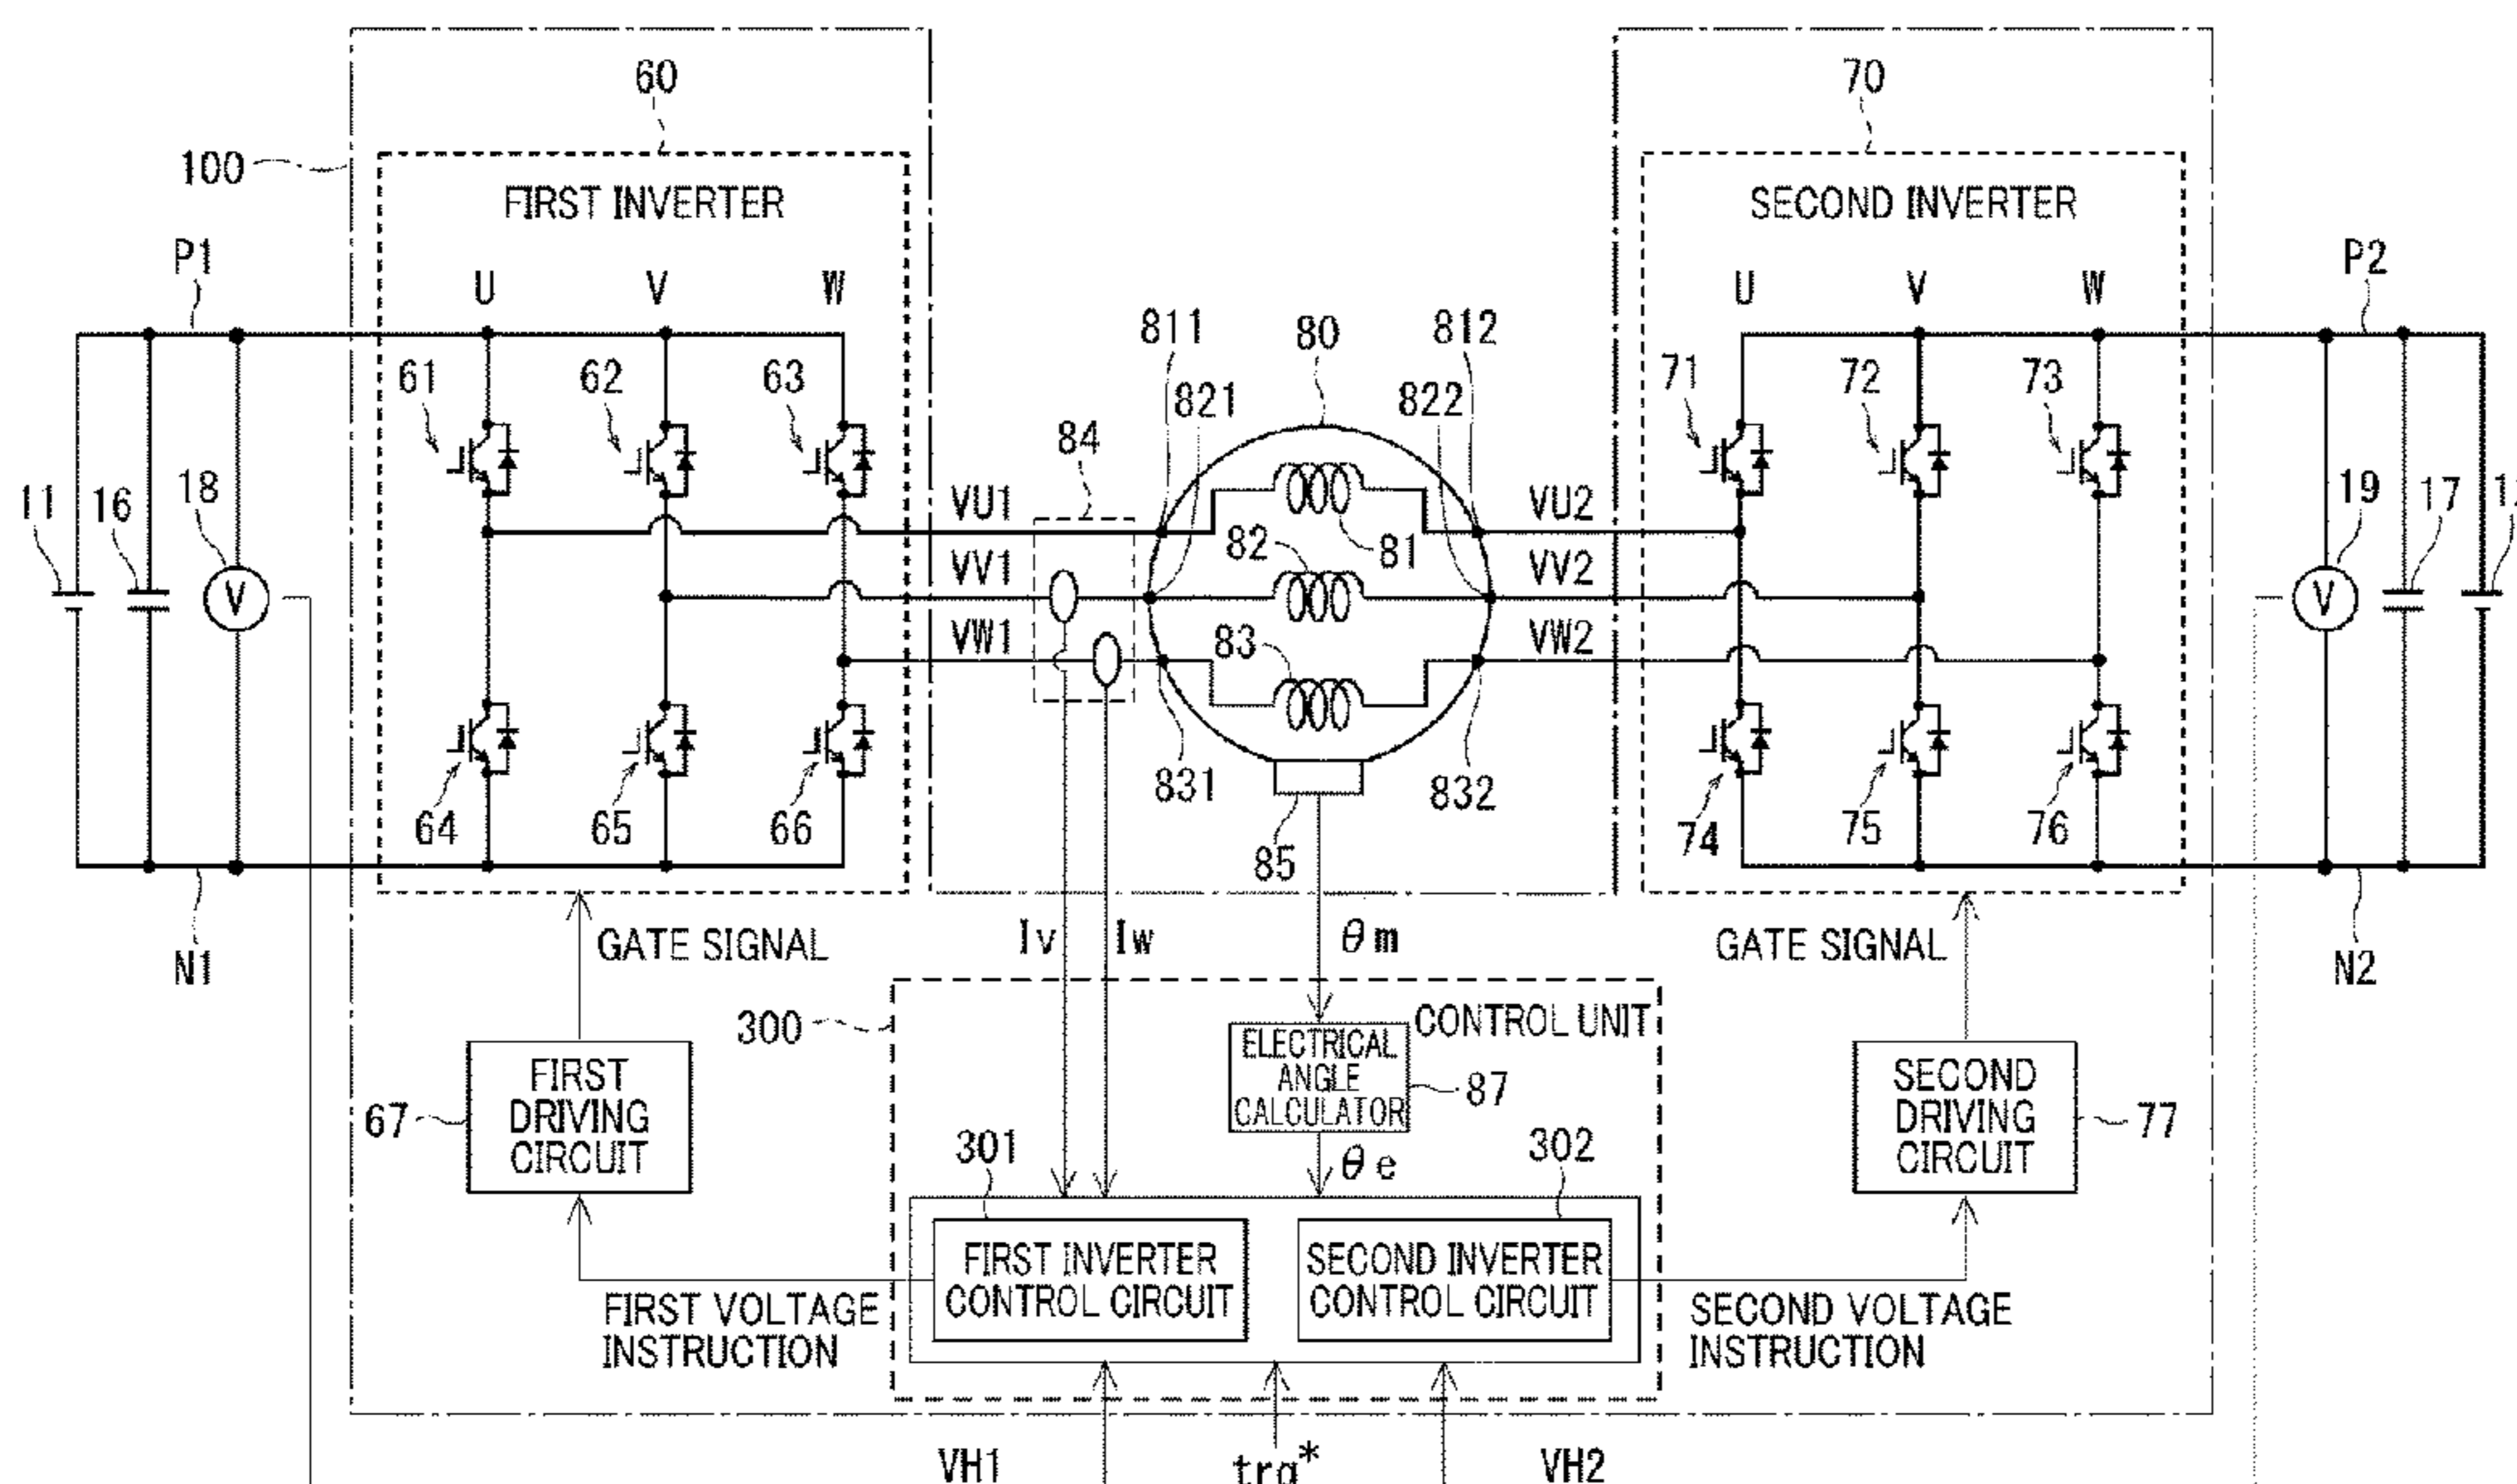 60
70
100
FIRST INVERTER
SECOND INVERTER
P1
P2
U
V
W
U
V
W
811
80
812
61
62
63
821
822
71
72
73
84
11
16
18
V
VU1
VU2
19
17
V
82
81
VV1
VV2
83
VW1
VW2
64
65
66
831
832
74
75
76
85
N1
GATE SIGNAL
Iv
Iw
θm
GATE SIGNAL
N2
300
CONTROL UNIT
ELECTRICAL
ANGLE
CALCULATOR
87
FIRST
DRIVING
CIRCUIT
67
SECOND
DRIVING
CIRCUIT
77
301
θe
302
FIRST INVERTER
CONTROL CIRCUIT
SECOND INVERTER
CONTROL CIRCUIT
FIRST VOLTAGE
INSTRUCTION
SECOND VOLTAGE
INSTRUCTION
VH1
trq*
VH2